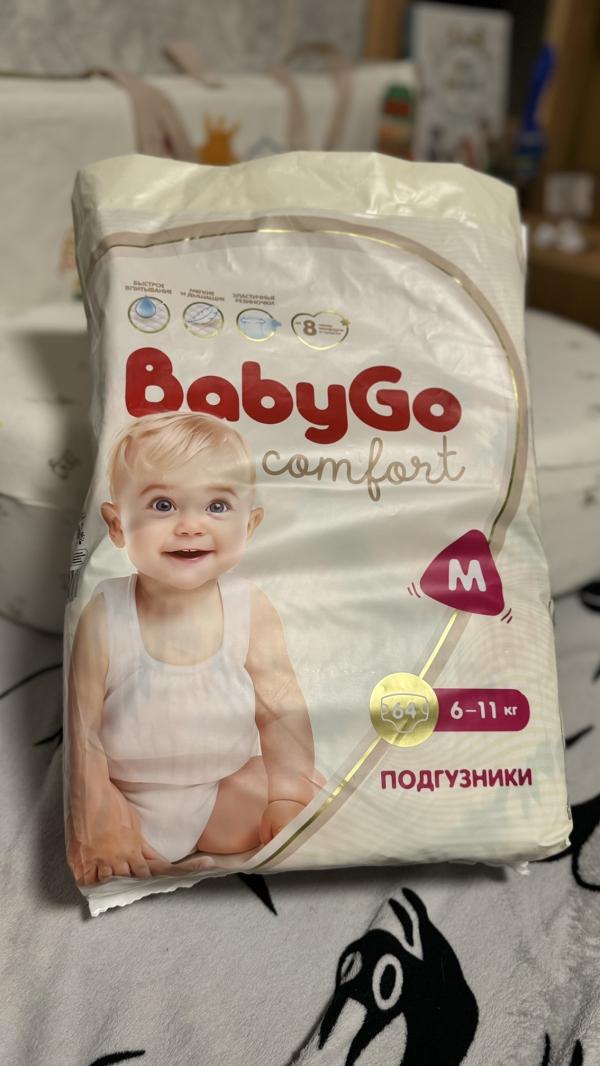 БЫСТРОЕ
ВПИТЫВАНИЕ
МЯГКИЕ
И ДЫШАЩИЕ
ЭЛАСТИЧНЫЕ
РЕЗИНОЧКИ
8
BabyGo
comfort
M
64
6–11 кг
ПОДГУЗНИКИ